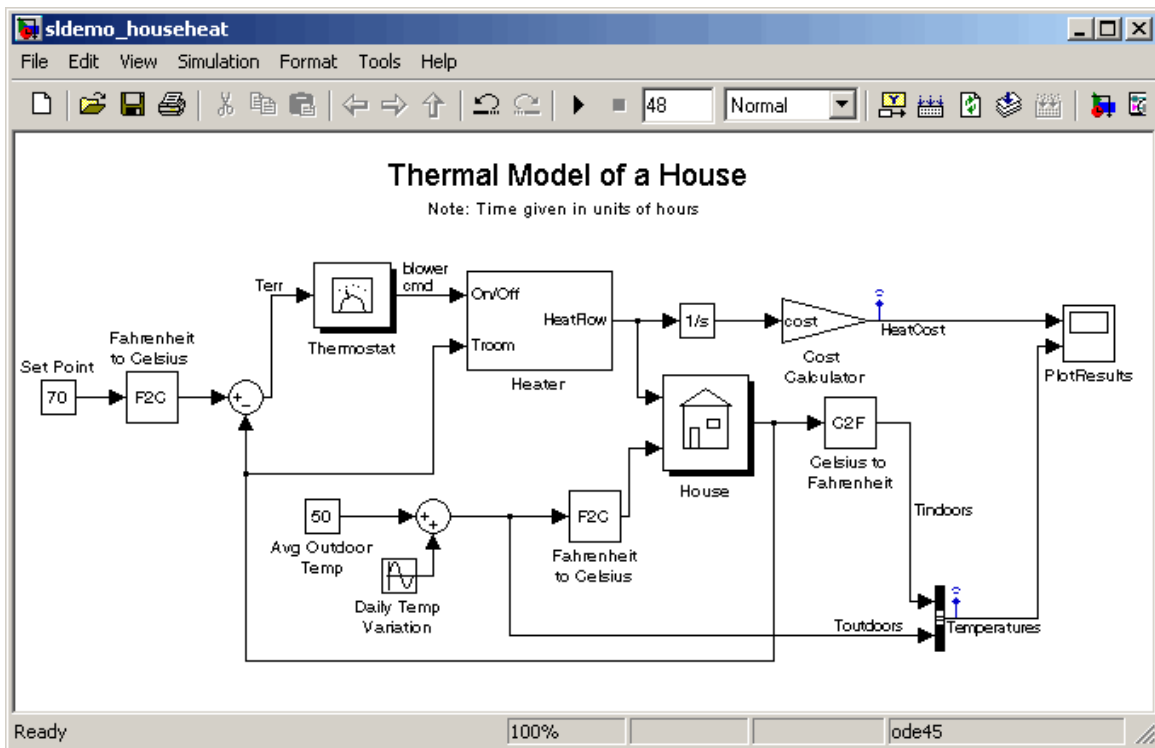 sldemo_househeat
File Edit View Simulation Format Tools Help
48 Normal
Thermal Model of a House
Note: Time given in units of hours
Terr
blower
cmd
Thermostat
On/Off
HeatFlow
Troom
Heater
1/s
cost
Cost
Calculator
HeatCost
PlotResults
Set Point
70
Fahrenheit
to Celsius
F2C
+
-
House
C2F
Celsius to
Fahrenheit
Tindoors
50
Avg Outdoor
Temp
+
+
Daily Temp
Variation
F2C
Fahrenheit
to Celsius
Toutdoors
Temperatures
Ready 100% ode45